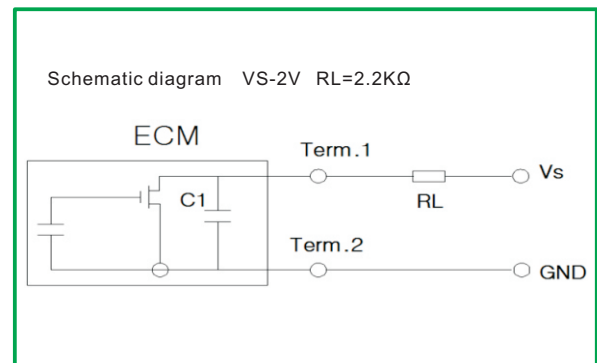 Schematic diagram VS-2V RL=2.2KΩ
ECM
Term.1
Vs
C1
RL
Term.2
GND